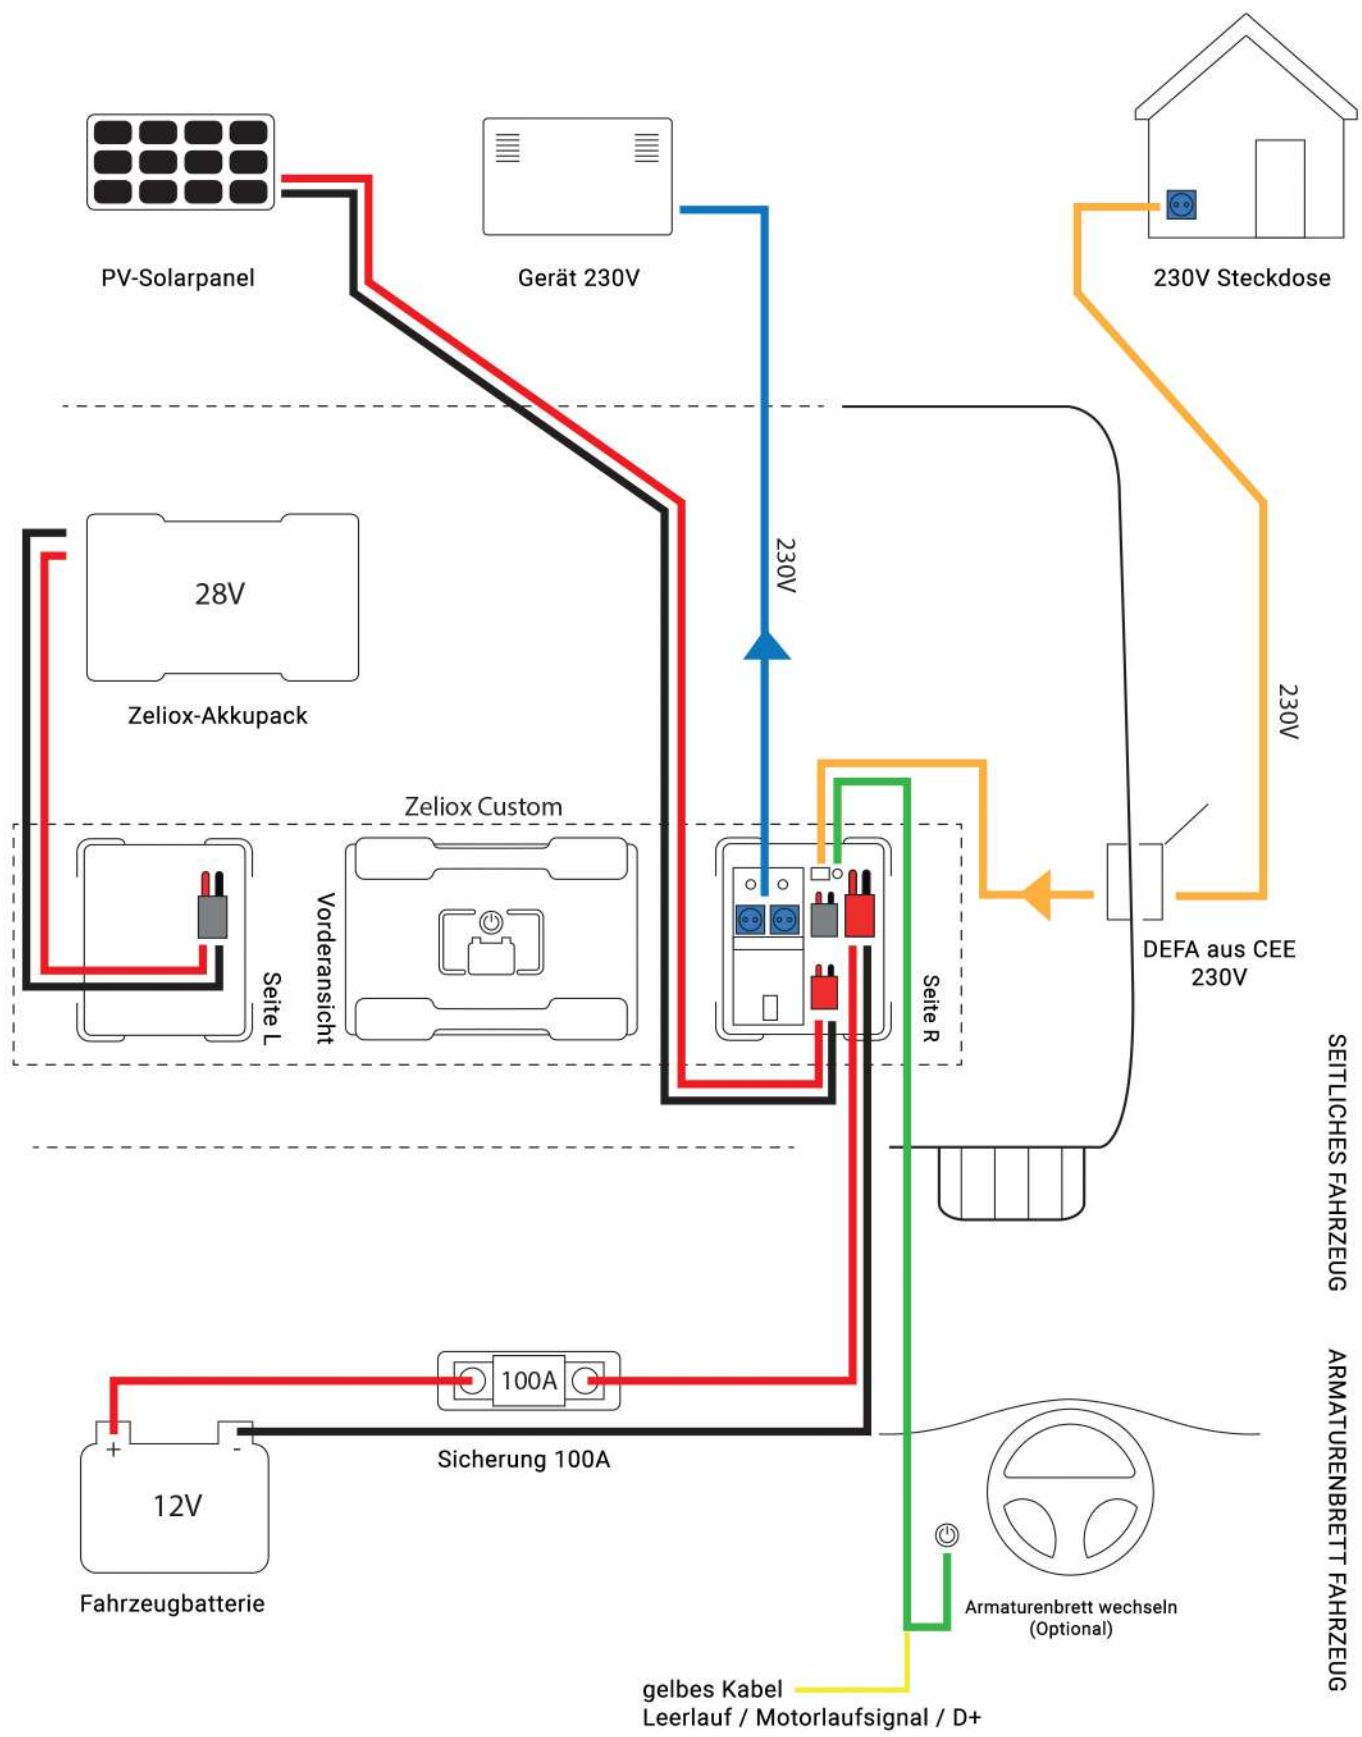 PV-Solarpanel
Gerät 230V
230V Steckdose
230V
28V
230V
Zeliox-Akkupack
Zeliox Custom
Vorderansicht
Seite L
Seite R
DEFA aus CEE
230V
SEITLICHES FAHRZEUG
100A
Sicherung 100A
+
-
12V
Fahrzeugbatterie
ARMATURENBRETT FAHRZEUG
Armaturenbrett wechseln
(Optional)
gelbes Kabel
Leerlauf / Motorlaufsignal / D+